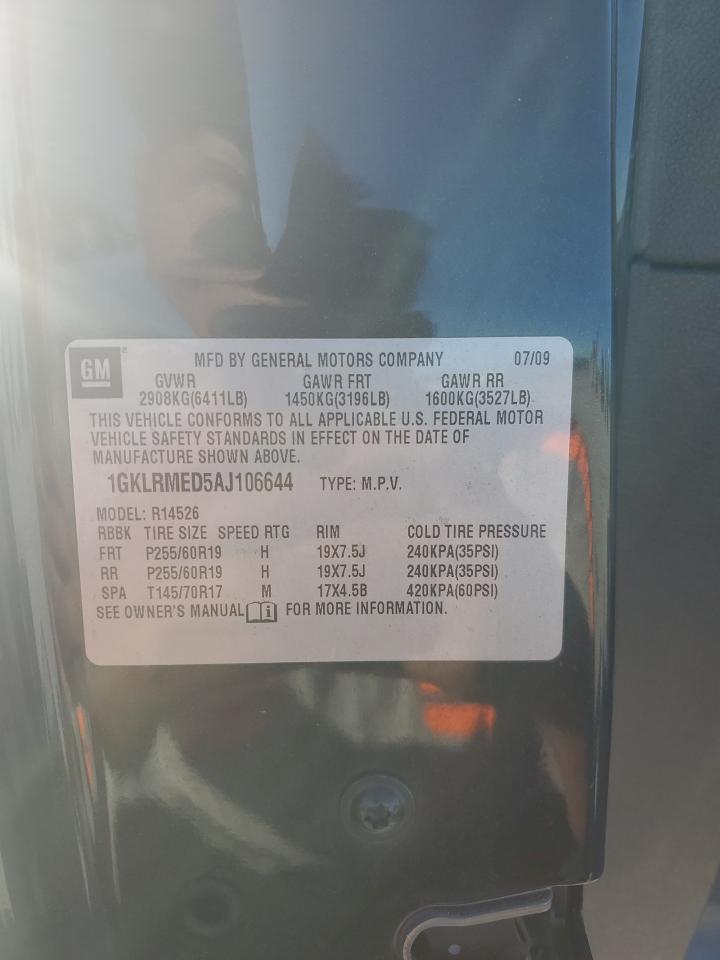 GM ® MFD BY GENERAL MOTORS COMPANY 07/09
GVWR GAWR FRT GAWR RR
2908KG(6411LB) 1450KG(3196LB) 1600KG(3527LB)
THIS VEHICLE CONFORMS TO ALL APPLICABLE U.S. FEDERAL MOTOR
VEHICLE SAFETY STANDARDS IN EFFECT ON THE DATE OF
MANUFACTURE SHOWN ABOVE.
1GKLRMED5AJ106644 TYPE: M.P.V.
MODEL: R14526
RBBK TIRE SIZE SPEED RTG RIM COLD TIRE PRESSURE
FRT P255/60R19 H 19X7.5J 240KPA(35PSI)
RR P255/60R19 H 19X7.5J 240KPA(35PSI)
SPA T145/70R17 M 17X4.5B 420KPA(60PSI)
SEE OWNER'S MANUAL i FOR MORE INFORMATION.